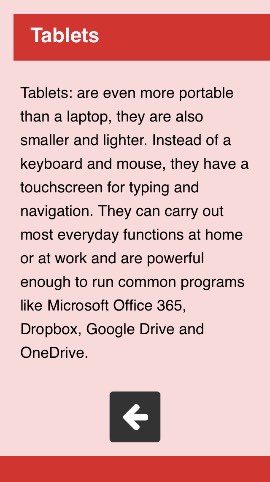 Tablets
Tablets: are even more portable
than a laptop, they are also
smaller and lighter. Instead of a
keyboard and mouse, they have a
touchscreen for typing and
navigation. They can carry out
most everyday functions at home
or at work and are powerful
enough to run common programs
like Microsoft Office 365,
Dropbox, Google Drive and
OneDrive.